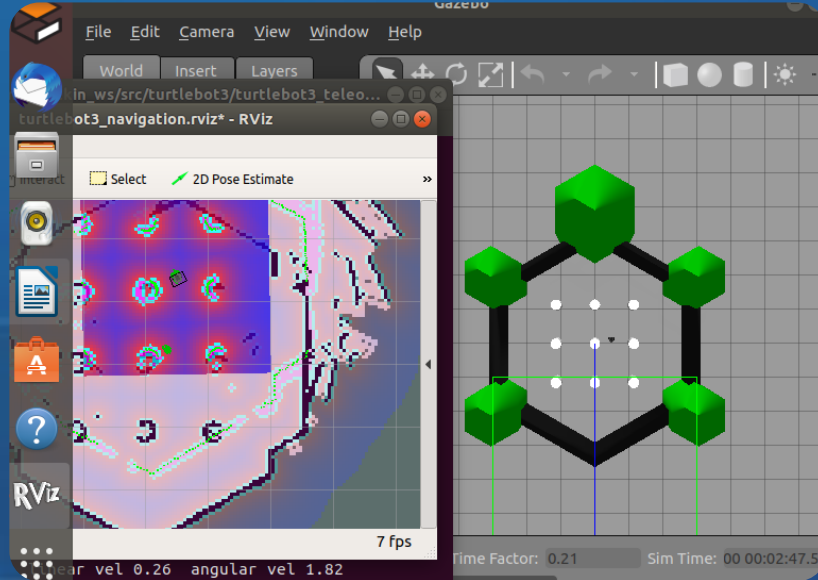 Gazebo
File Edit Camera View Window Help
World Insert Layers
in_ws/src/turtlebot3/turtlebot3_teleo...
turtlebot3_navigation.rviz* - RViz
Interact Select 2D Pose Estimate »
RViz
7 fps
Time Factor: 0.21 Sim Time: 00 00:02:47.5
vel 0.26 angular vel 1.82